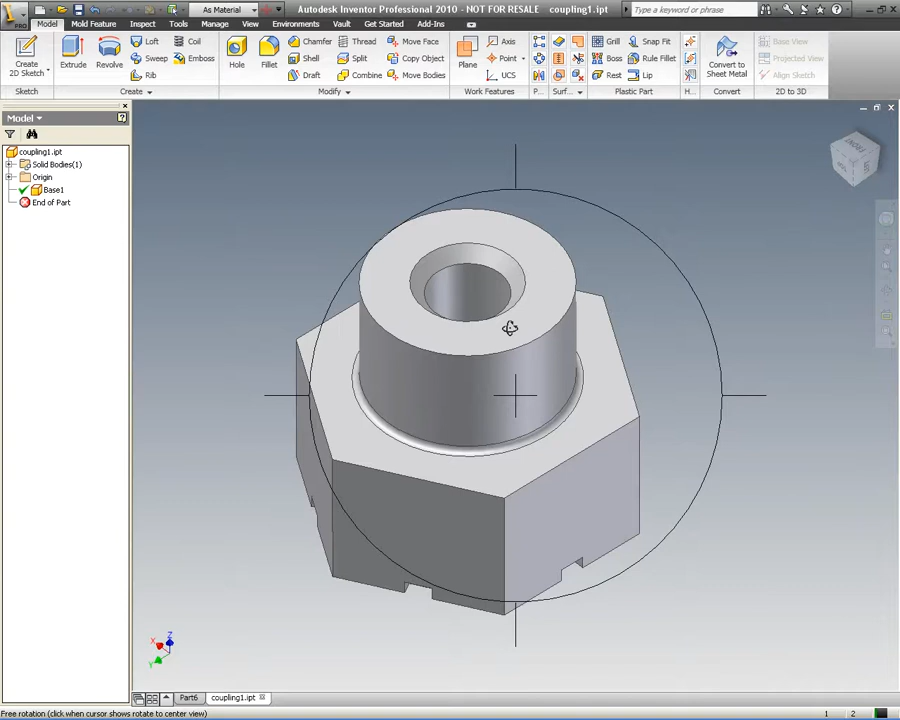 As Material
Autodesk Inventor Professional 2010 - NOT FOR RESALE coupling1.ipt
Type a keyword or phrase
Model Model Feature Inspect Tools Manage View Environments Vault Get Started Add-Ins
Create
2D Sketch
Extrude
Revolve
Loft
Sweep
Rib
Coil
Emboss
Hole
Fillet
Chamfer
Shell
Draft
Thread
Split
Combine
Move Face
Copy Object
Move Bodies
Plane
Axis
Point
UCS
Grill
Boss
Rest
Snap Fit
Rule Fillet
Lip
Convert to
Sheet Metal
Base View
Projected View
Align Sketch
Sketch Create Modify Work Features P... Surf... Plastic Part H... Convert 2D to 3D
Model
coupling1.ipt
Solid Bodies(1)
Origin
Base1
End of Part
FRONT
X
Z
Y
Part6 coupling1.ipt
Free rotation (click when cursor shows rotate to center view) 1 2